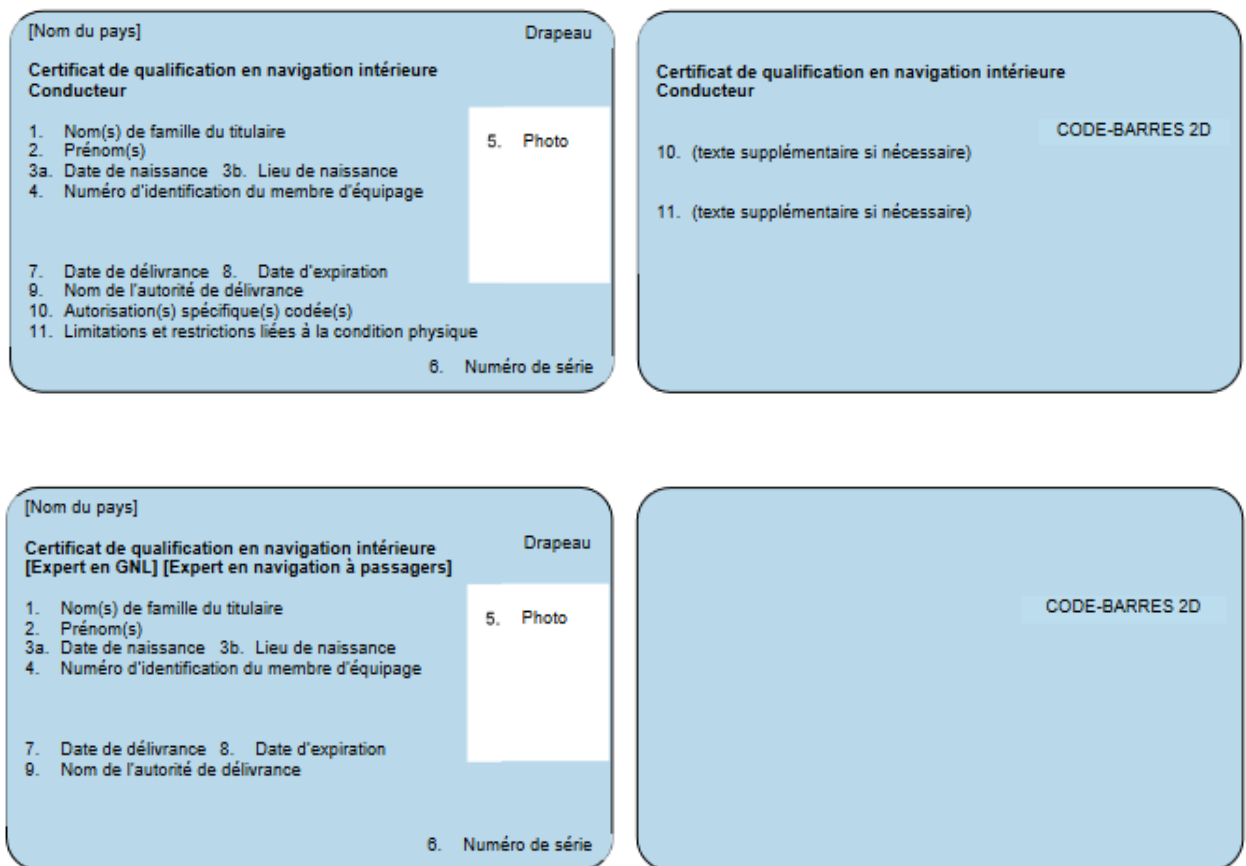 [Nom du pays]
Drapeau
Certificat de qualification en navigation intérieure
Conducteur
1. Nom(s) de famille du titulaire
2. Prénom(s)
3a. Date de naissance 3b. Lieu de naissance
4. Numéro d'identification du membre d'équipage
5. Photo
7. Date de délivrance 8. Date d'expiration
9. Nom de l'autorité de délivrance
10. Autorisation(s) spécifique(s) codée(s)
11. Limitations et restrictions liées à la condition physique
6. Numéro de série
Certificat de qualification en navigation intérieure
Conducteur
CODE-BARRES 2D
10. (texte supplémentaire si nécessaire)
11. (texte supplémentaire si nécessaire)
[Nom du pays]
Drapeau
Certificat de qualification en navigation intérieure
[Expert en GNL] [Expert en navigation à passagers]
1. Nom(s) de famille du titulaire
2. Prénom(s)
3a. Date de naissance 3b. Lieu de naissance
4. Numéro d'identification du membre d'équipage
5. Photo
7. Date de délivrance 8. Date d'expiration
9. Nom de l'autorité de délivrance
6. Numéro de série
CODE-BARRES 2D